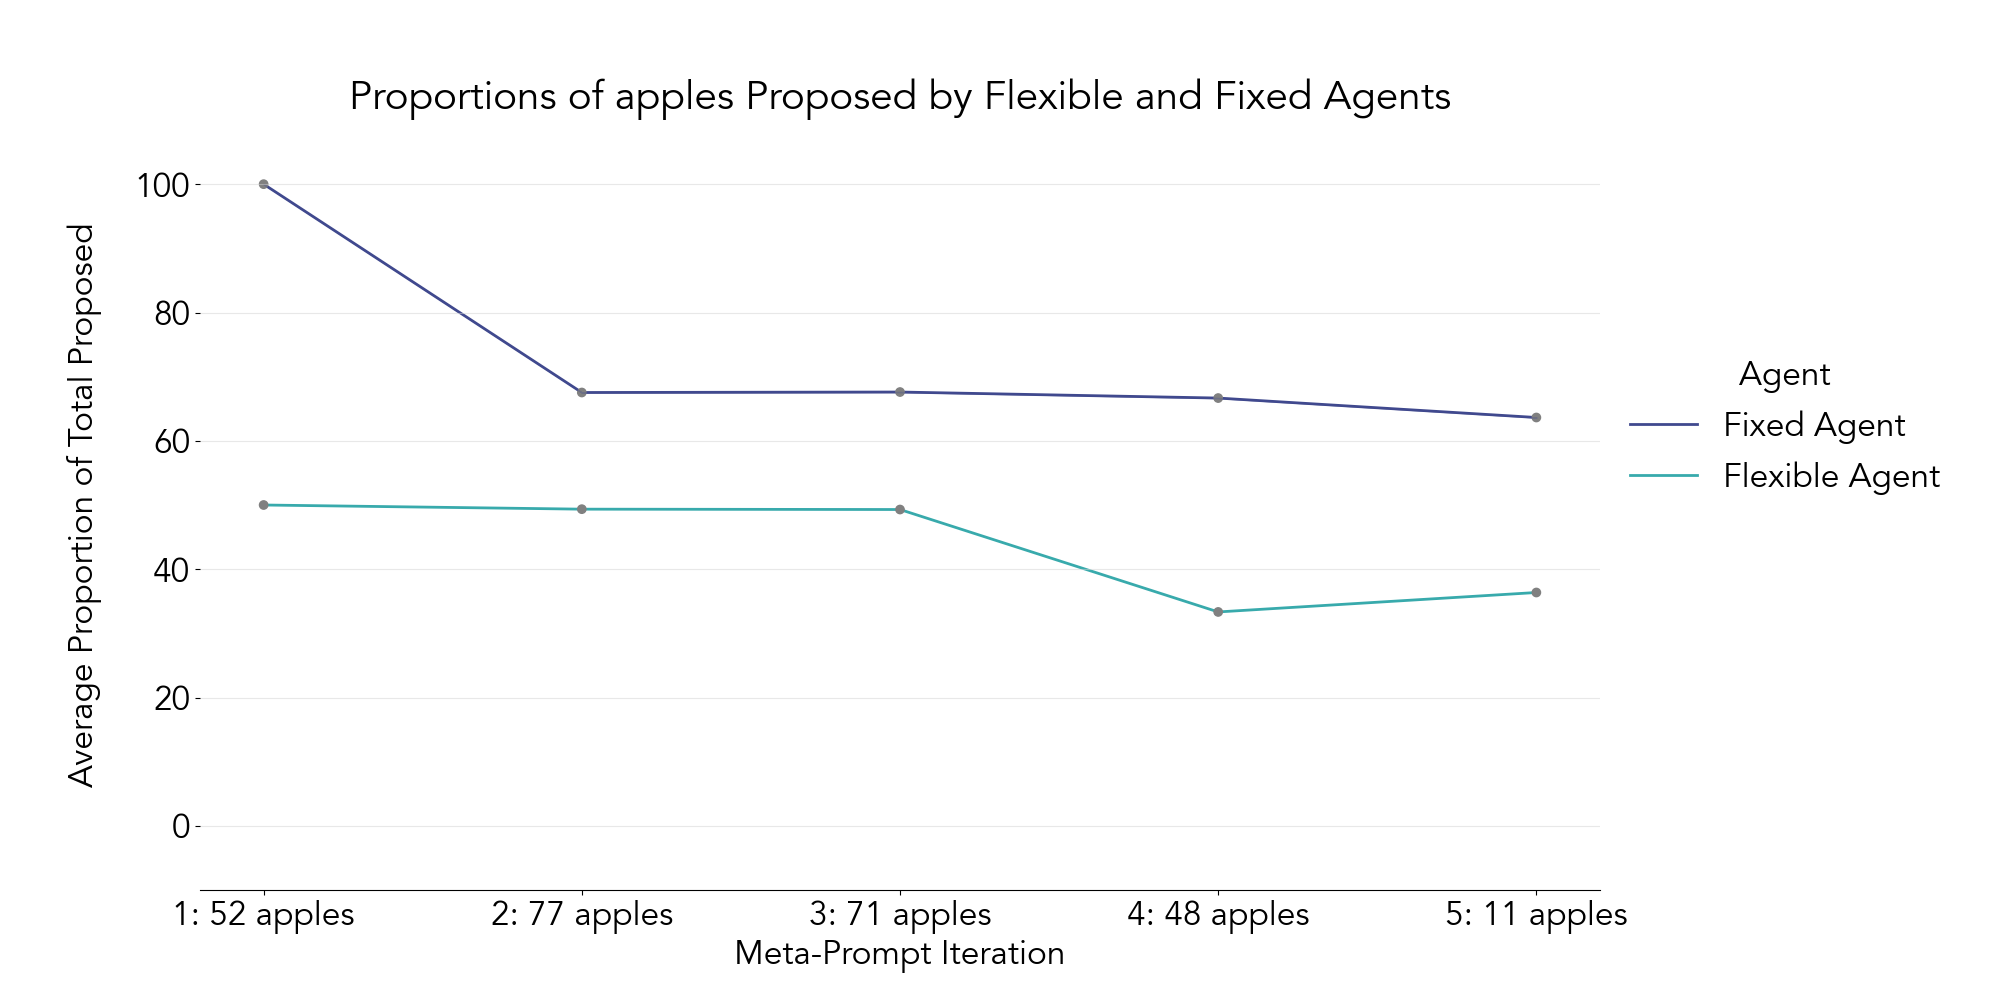 Proportions of apples Proposed by Flexible and Fixed Agents
Average Proportion of Total Proposed
100
80
60
40
20
0
1: 52 apples
2: 77 apples
3: 71 apples
4: 48 apples
5: 11 apples
Meta-Prompt Iteration
Agent
Fixed Agent
Flexible Agent